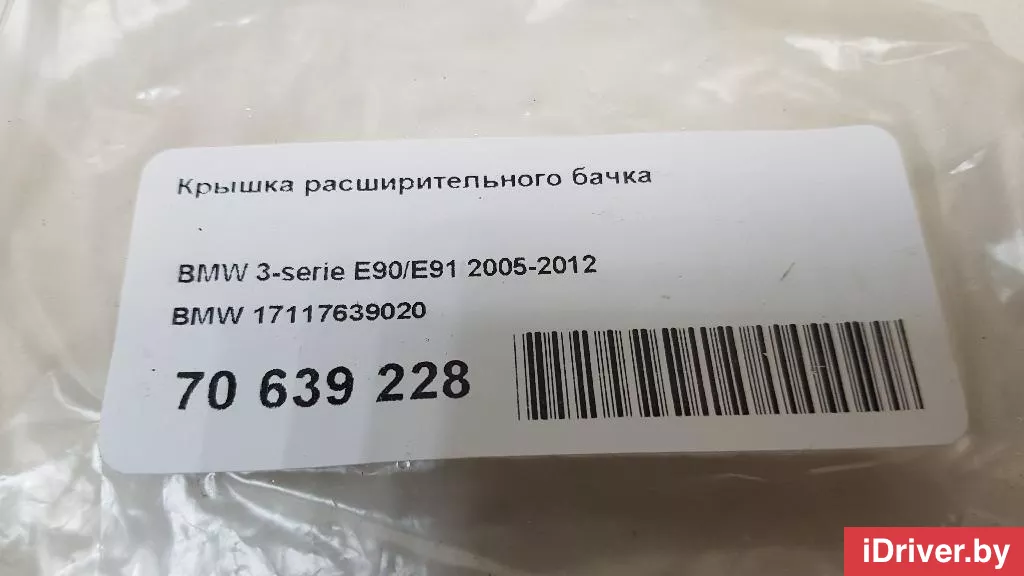 Крышка расширительного бачка
BMW 3-serie E90/E91 2005-2012
BMW 17117639020
70 639 228
iDriver.by